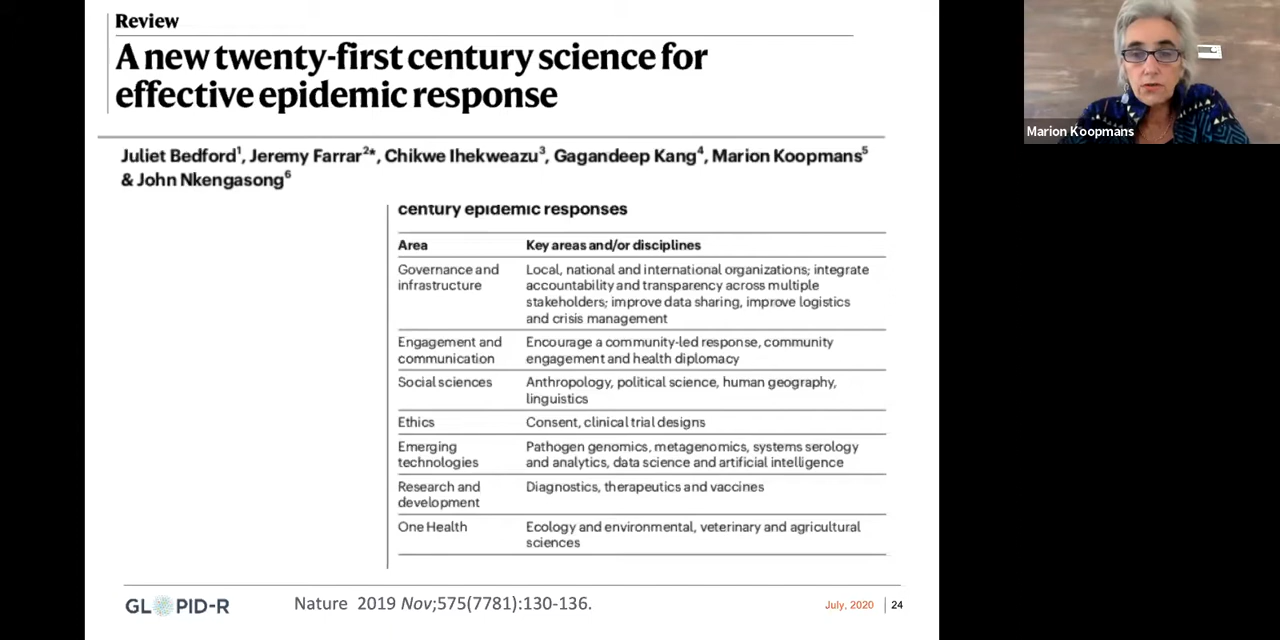 Review
A new twenty-first century science for
effective epidemic response
Juliet Bedford1, Jeremy Farrar2*, Chikwe Ihekweazu3, Gagandeep Kang4, Marion Koopmans5
& John Nkengasong6
century epidemic responses
Area Key areas and/or disciplines
Governance and Local, national and international organizations; integrate
infrastructure accountability and transparency across multiple
stakeholders; improve data sharing, improve logistics
and crisis management
Engagement and Encourage a community-led response, community
communication engagement and health diplomacy
Social sciences Anthropology, political science, human geography,
linguistics
Ethics Consent, clinical trial designs
Emerging Pathogen genomics, metagenomics, systems serology
technologies and analytics, data science and artificial intelligence
Research and Diagnostics, therapeutics and vaccines
development
One Health Ecology and environmental, veterinary and agricultural
sciences
GLOPID-R Nature 2019 Nov;575(7781):130-136. July, 2020 24
Marion Koopmans